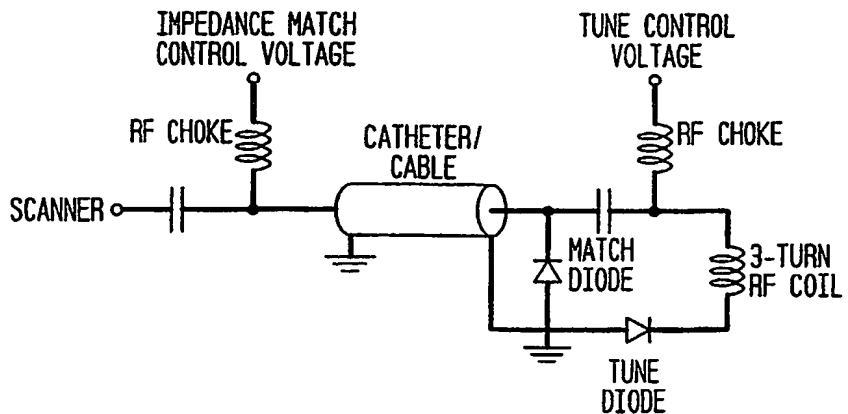 IMPEDANCE MATCH
CONTROL VOLTAGE
TUNE CONTROL
VOLTAGE
RF CHOKE
CATHETER/
CABLE
RF CHOKE
SCANNER
MATCH
DIODE
3-TURN
RF COIL
TUNE
DIODE